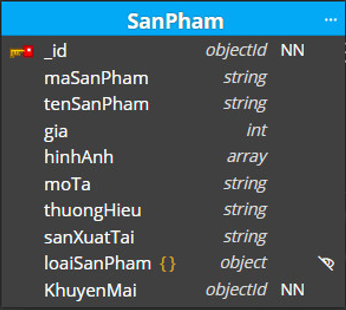 SanPham ...
_id objectId NN
maSanPham string
tenSanPham string
gia int
hinhAnh array
moTa string
thuongHieu string
sanXuatTai string
loaiSanPham {} object
KhuyenMai objectId NN